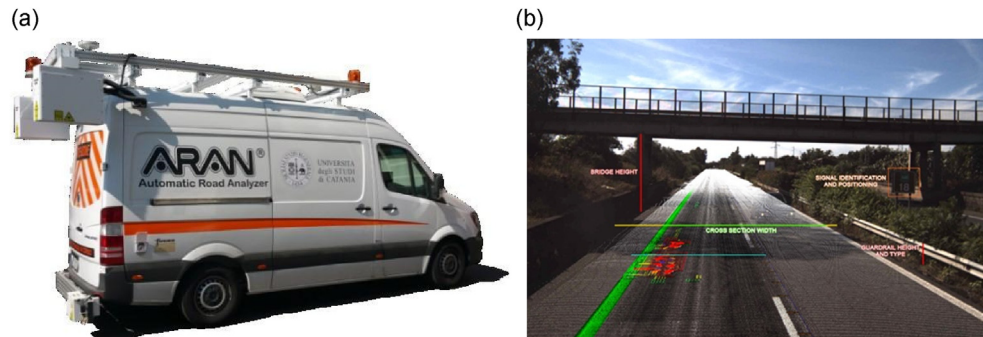 (a)
(b)
ARAN®
Automatic Road Analyzer
UNIVERSITÀ
degli STUDI
di CATANIA
BRIDGE HEIGHT
SIGNAL IDENTIFICATION
AND POSITIONING
CROSS SECTION WIDTH
GUARDRAIL HEIGHT
AND TYPE